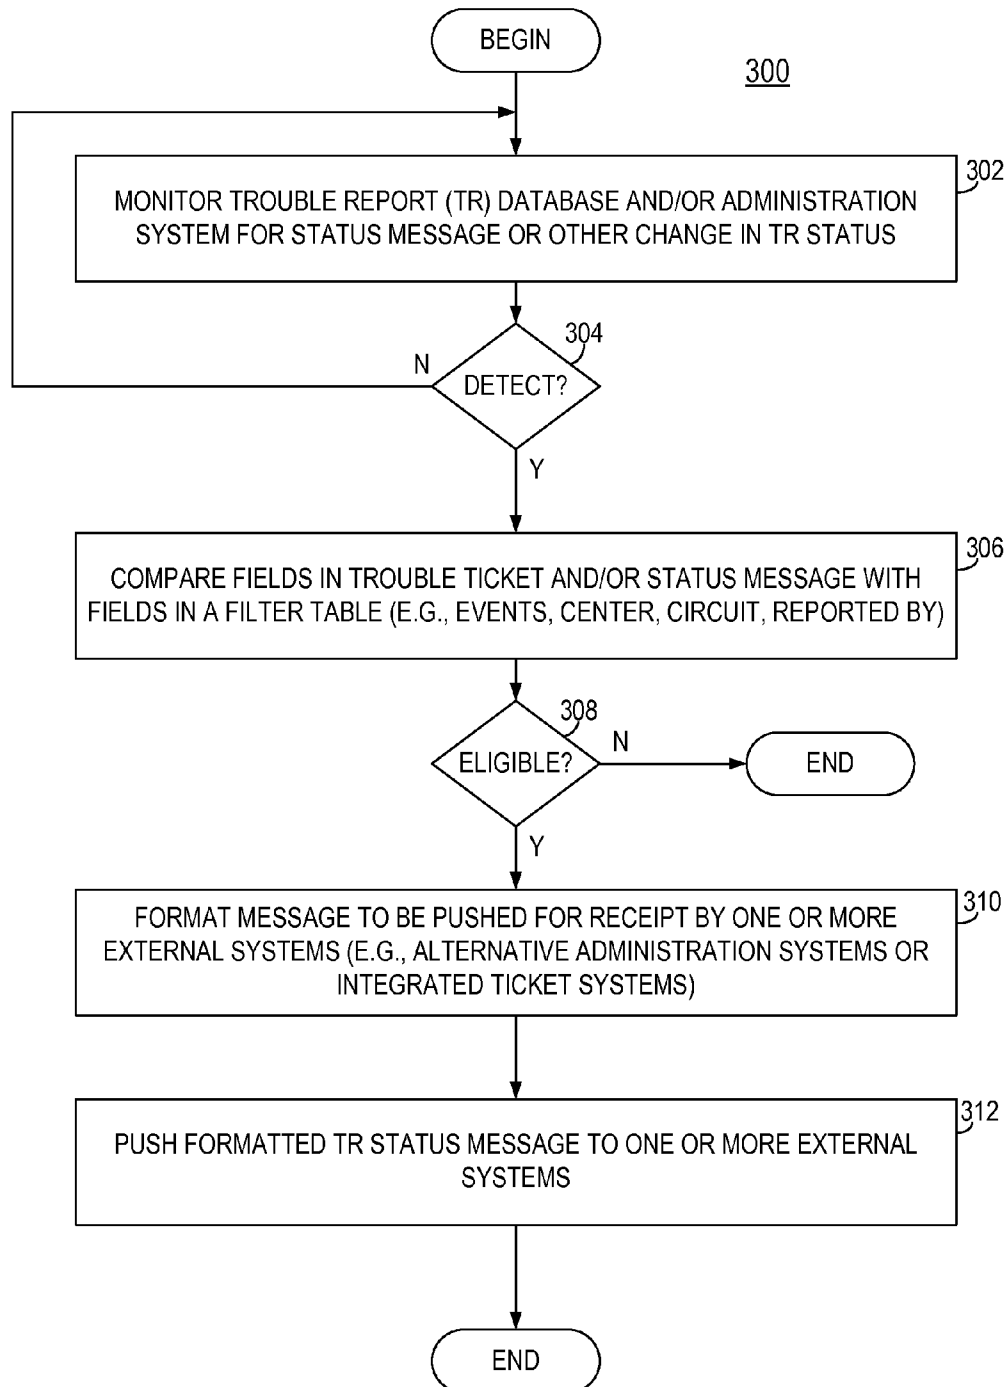 BEGIN
300
302
MONITOR TROUBLE REPORT (TR) DATABASE AND/OR ADMINISTRATION
SYSTEM FOR STATUS MESSAGE OR OTHER CHANGE IN TR STATUS
304
N
DETECT?
Y
306
COMPARE FIELDS IN TROUBLE TICKET AND/OR STATUS MESSAGE WITH
FIELDS IN A FILTER TABLE (E.G., EVENTS, CENTER, CIRCUIT, REPORTED BY)
308
N
ELIGIBLE?
END
Y
310
FORMAT MESSAGE TO BE PUSHED FOR RECEIPT BY ONE OR MORE
EXTERNAL SYSTEMS (E.G., ALTERNATIVE ADMINISTRATION SYSTEMS OR
INTEGRATED TICKET SYSTEMS)
312
PUSH FORMATTED TR STATUS MESSAGE TO ONE OR MORE EXTERNAL
SYSTEMS
END